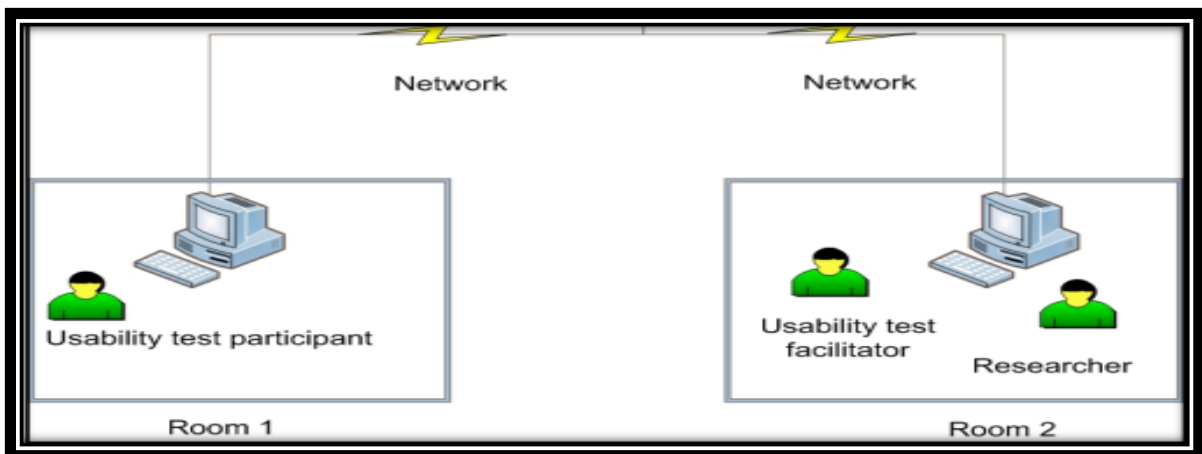 Network
Network
Usability test participant
Usability test
facilitator
Researcher
Room 1
Room 2